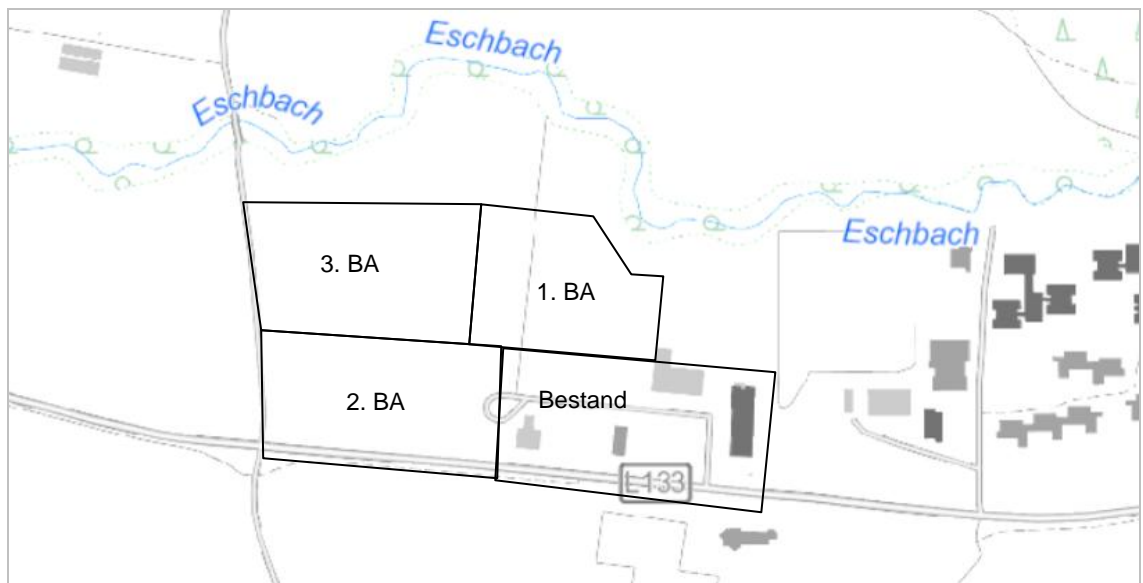 Eschbach
Eschbach
Eschbach
3. BA
1. BA
2. BA
Bestand
L133